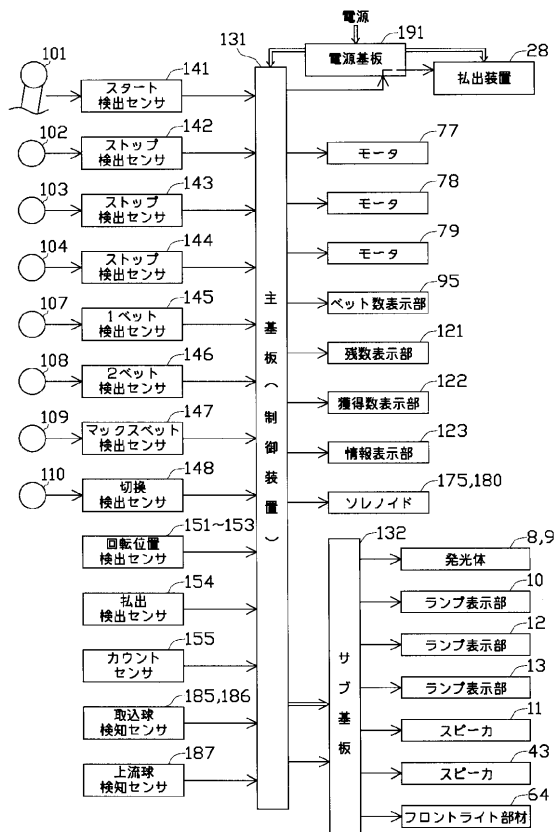 電源
101
131
191
28
141
電源基板
払出装置
スタート
検出センサ
102
142
77
ストップ
検出センサ
モータ
103
143
78
ストップ
検出センサ
モータ
104
144
79
ストップ
検出センサ
モータ
107
145
95
1ベット
検出センサ
ベット数表示部
108
146
121
2ベット
検出センサ
残数表示部
109
147
122
マックスベット
検出センサ
獲得数表示部
110
148
123
切換
検出センサ
情報表示部
主基板(制御装置)
151~153
175,180
回転位置
検出センサ
ソレノイド
132
8,9
発光体
154
10
払出
検出センサ
ランプ表示部
155
12
カウント
センサ
ランプ表示部
サブ基板
13
185,186
ランプ表示部
取込球
検知センサ
11
スピーカ
187
43
上流球
検知センサ
スピーカ
64
フロントライト部材